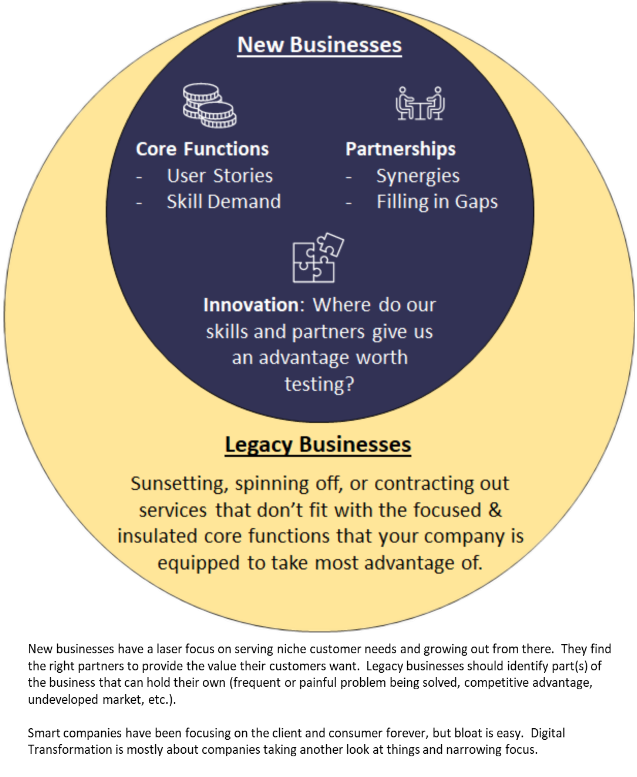 New Businesses
Core Functions
- User Stories
- Skill Demand
Partnerships
- Synergies
- Filling in Gaps
Innovation: Where do our
skills and partners give us
an advantage worth
testing?
Legacy Businesses
Sunsetting, spinning off, or contracting out
services that don't fit with the focused &
insulated core functions that your company is
equipped to take most advantage of.
New businesses have a laser focus on serving niche customer needs and growing out from there. They find
the right partners to provide the value their customers want. Legacy businesses should identify part(s) of
the business that can hold their own (frequent or painful problem being solved, competitive advantage,
undeveloped market, etc.).
Smart companies have been focusing on the client and consumer forever, but bloat is easy. Digital
Transformation is mostly about companies taking another look at things and narrowing focus.